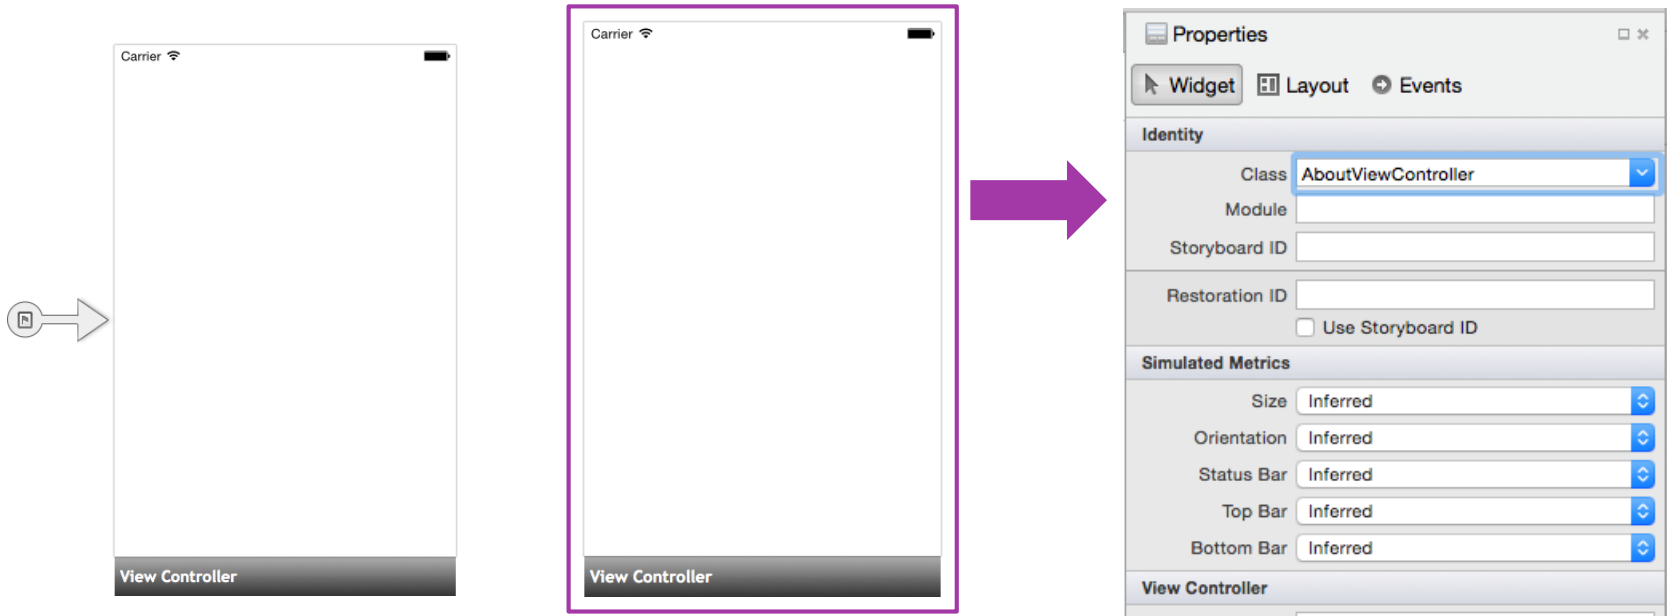 Carrier
View Controller
Carrier
View Controller
Properties
Widget Layout Events
Identity
Class AboutViewController
Module
Storyboard ID
Restoration ID
Use Storyboard ID
Simulated Metrics
Size Inferred
Orientation Inferred
Status Bar Inferred
Top Bar Inferred
Bottom Bar Inferred
View Controller